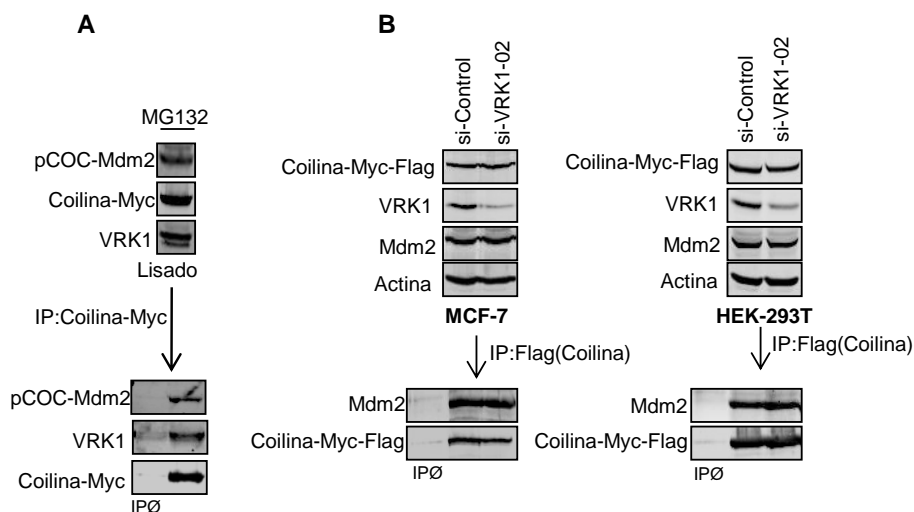 A
MG132
pCOC-Mdm2
Coilina-Myc
VRK1
Lisado
IP:Coilina-Myc
pCOC-Mdm2
VRK1
Coilina-Myc
IPØ
B
si-Control
si-VRK1-02
Coilina-Myc-Flag
VRK1
Mdm2
Actina
MCF-7
IP:Flag(Coilina)
Mdm2
Coilina-Myc-Flag
IPØ
si-Control
si-VRK1-02
Coilina-Myc-Flag
VRK1
Mdm2
Actina
HEK-293T
IP:Flag(Coilina)
Mdm2
Coilina-Myc-Flag
IPØ